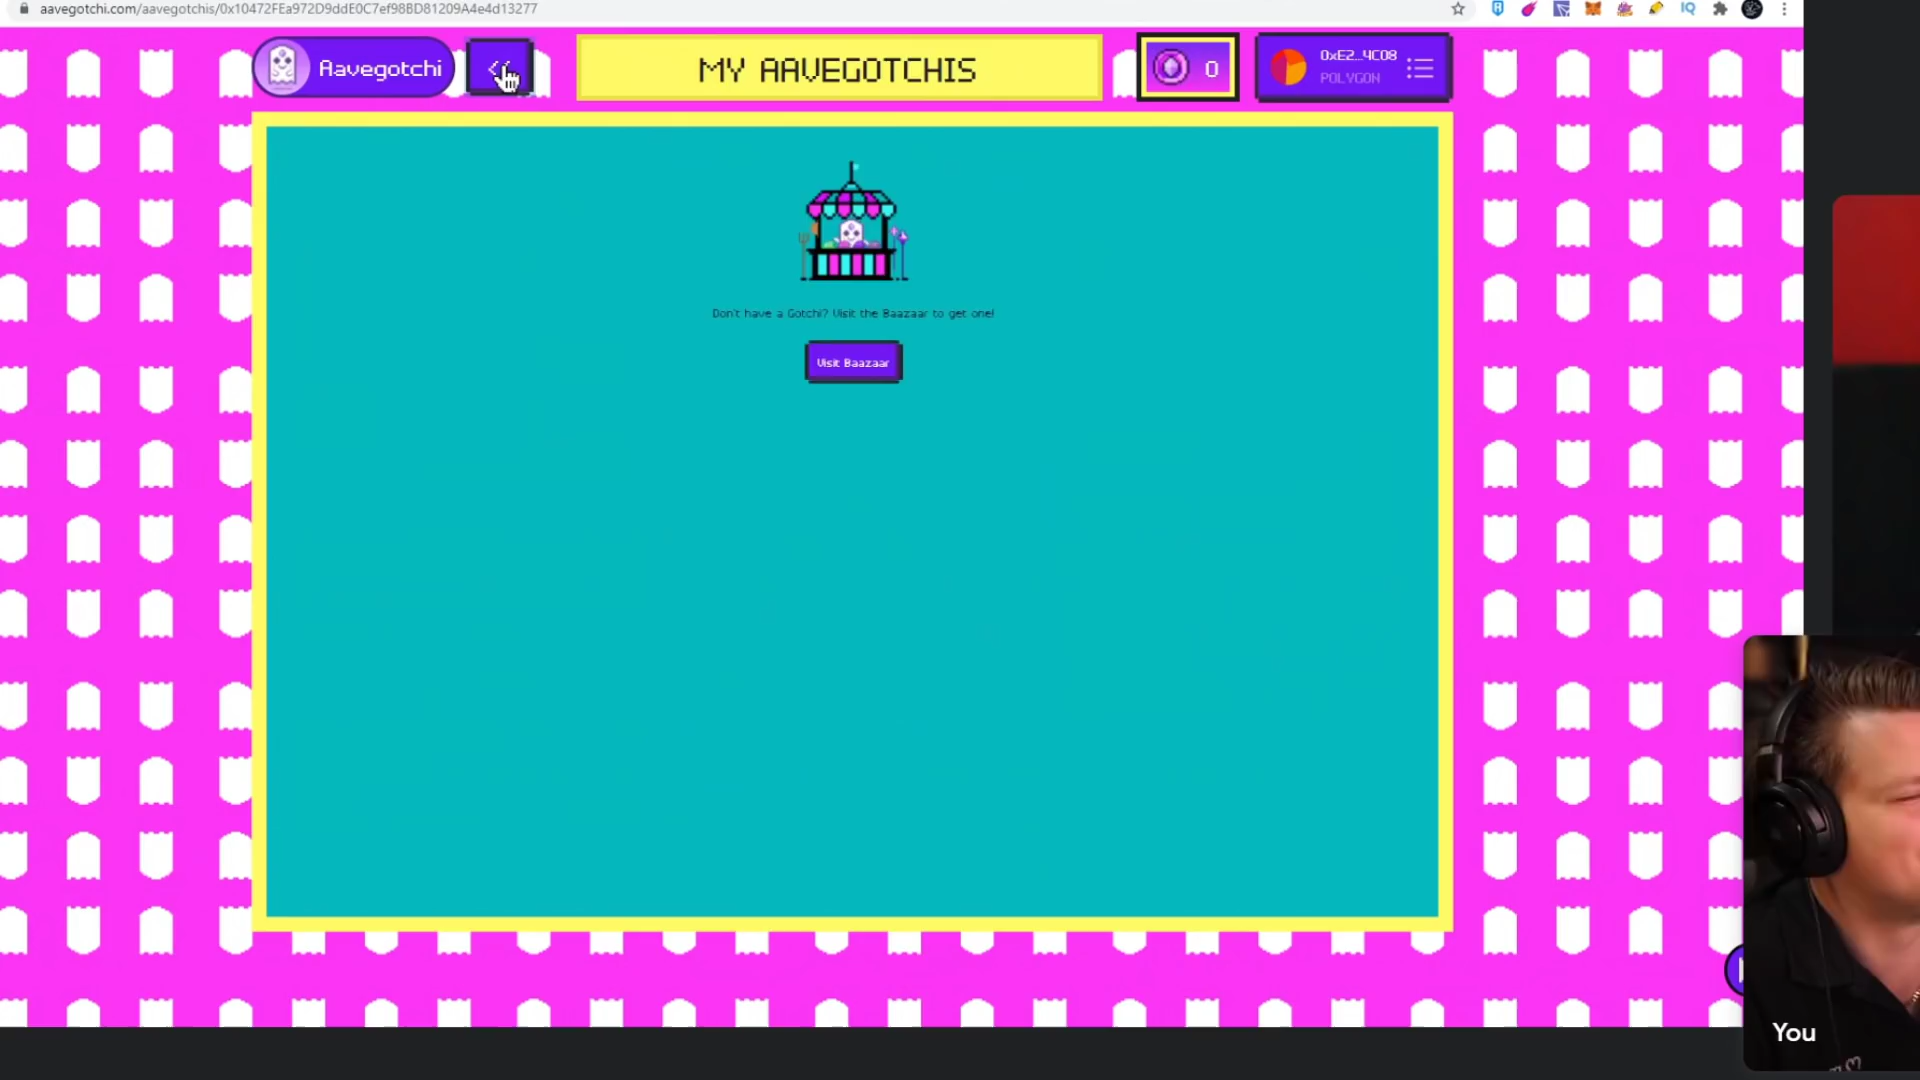 aavegotchi.com/aavegotchis/0x10472FEa972D9ddE0C7ef98BD81209A4e4d13277
IQ
Aavegotchi
<<
MY AAVEGOTCHIS
0
0xE2...4C08
POLYGON
Don't have a Gotchi? Visit the Baazaar to get one!
Visit Baazaar
You